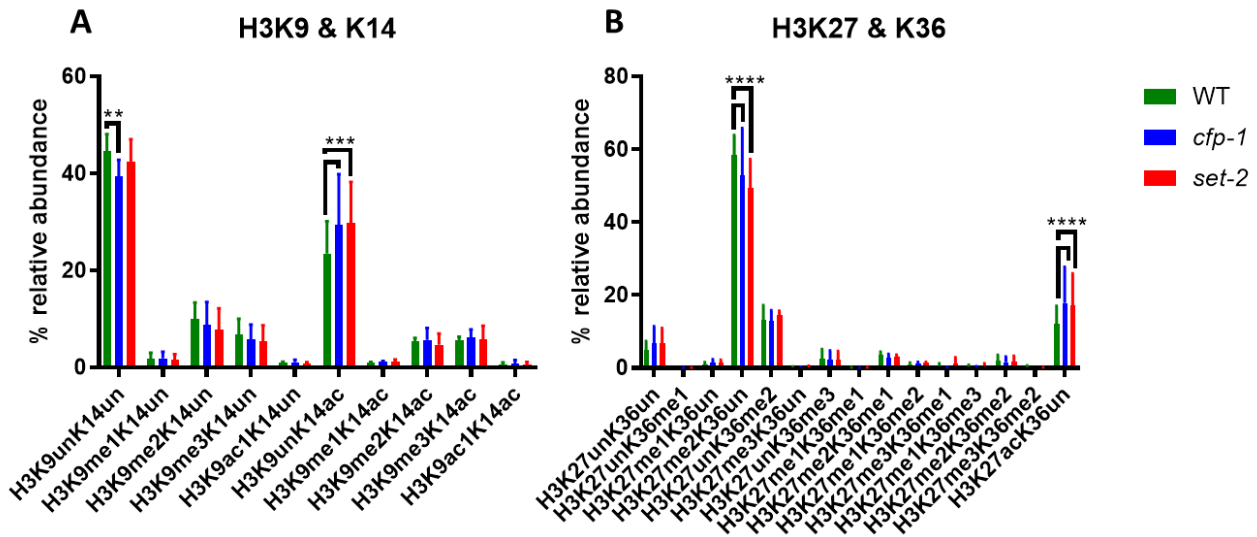 A
H3K9 & K14
% relative abundance
60
40
20
0
**
***
H3K9unK14un
H3K9me1K14un
H3K9me2K14un
H3K9me3K14un
H3K9ac1K14un
H3K9unK14ac
H3K9me1K14ac
H3K9me2K14ac
H3K9me3K14ac
H3K9ac1K14ac
B
H3K27 & K36
% relative abundance
80
60
40
20
0
****
****
H3K27unK36un
H3K27unK36me1
H3K27me1K36un
H3K27me2K36un
H3K27unK36me2
H3K27me3K36un
H3K27unK36me3
H3K27me1K36me1
H3K27me2K36me1
H3K27me1K36me2
H3K27me3K36me1
H3K27me1K36me3
H3K27me2K36me2
H3K27me3K36me2
H3K27acK36un
WT
cfp-1
set-2